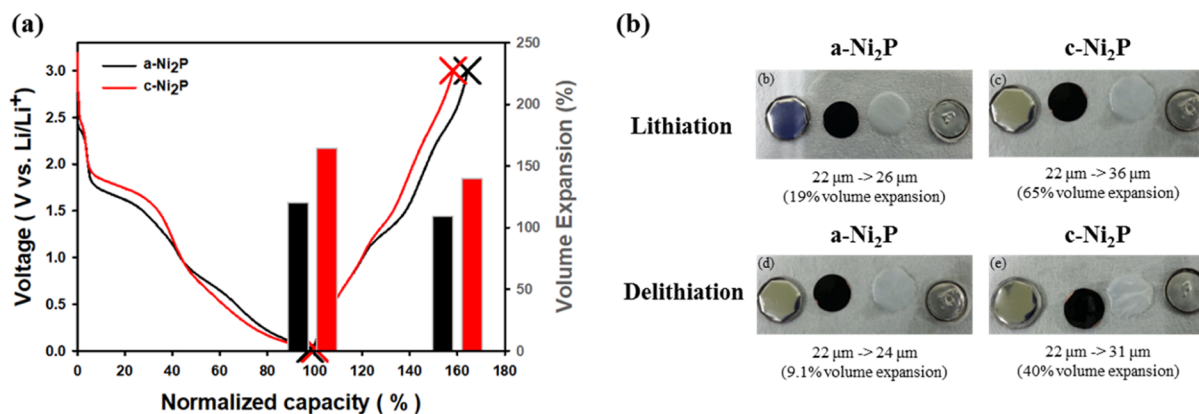 (a)
a-Ni₂P
c-Ni₂P
Voltage ( V vs. Li/Li⁺)
3.0
2.5
2.0
1.5
1.0
0.5
0.0
0 20 40 60 80 100 120 140 160 180
Normalized capacity ( % )
250
200
150
100
50
0
Volume Expansion (%)
(b)
a-Ni₂P
c-Ni₂P
Lithiation
(b)
(c)
22 μm -> 26 μm
(19% volume expansion)
22 μm -> 36 μm
(65% volume expansion)
a-Ni₂P
c-Ni₂P
Delithiation
(d)
(e)
22 μm -> 24 μm
(9.1% volume expansion)
22 μm -> 31 μm
(40% volume expansion)